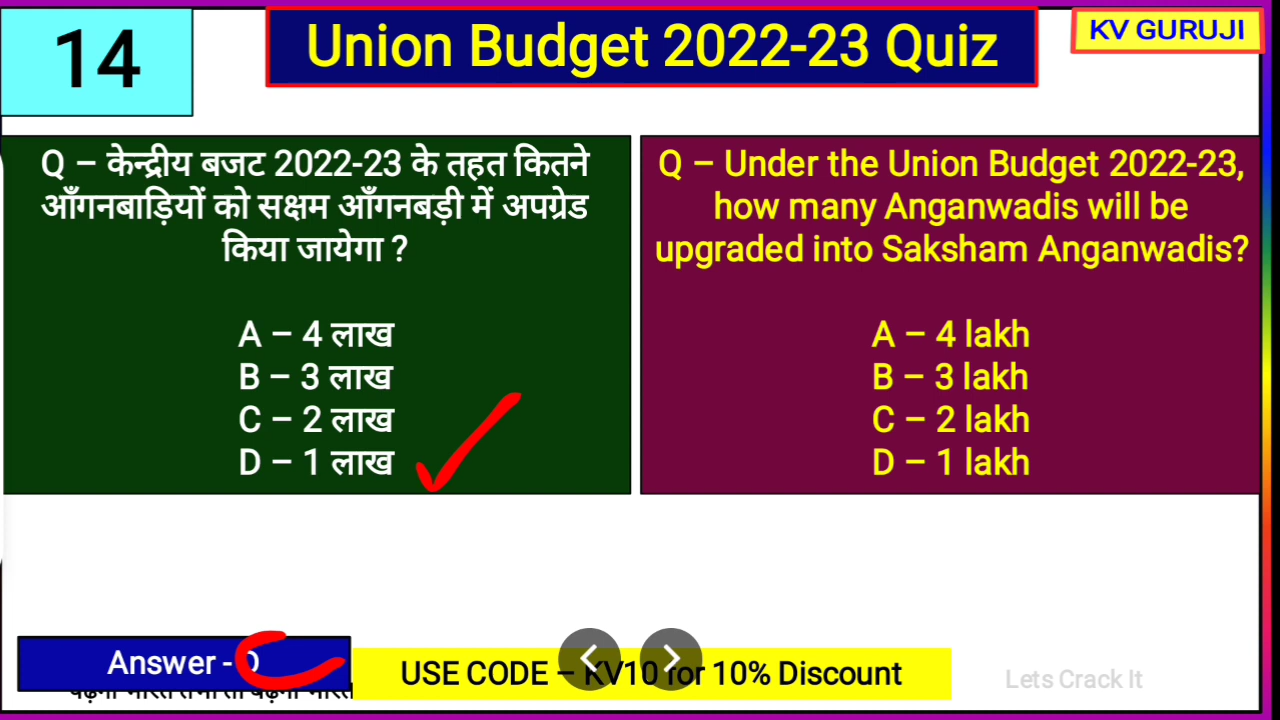 14
Union Budget 2022-23 Quiz
KV GURUJI
Q – केन्द्रीय बजट 2022-23 के तहत कितने
आँगनबाड़ियों को सक्षम आँगनबड़ी में अपग्रेड
किया जायेगा ?
A – 4 लाख
B – 3 लाख
C – 2 लाख
D – 1 लाख
Q – Under the Union Budget 2022-23,
how many Anganwadis will be
upgraded into Saksham Anganwadis?
A – 4 lakh
B – 3 lakh
C – 2 lakh
D – 1 lakh
Answer - D
USE CODE – KV10 for 10% Discount
Lets Crack It